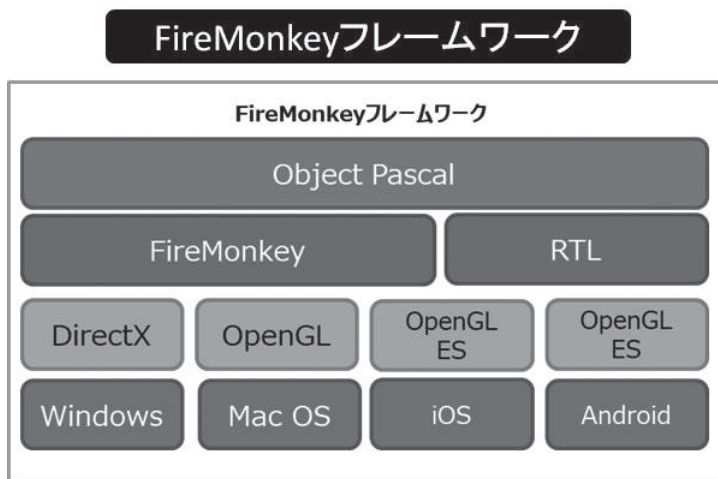 FireMonkeyフレームワーク
FireMonkeyフレームワーク
Object Pascal
FireMonkey
RTL
DirectX
OpenGL
OpenGL
ES
OpenGL
ES
Windows
Mac OS
iOS
Android